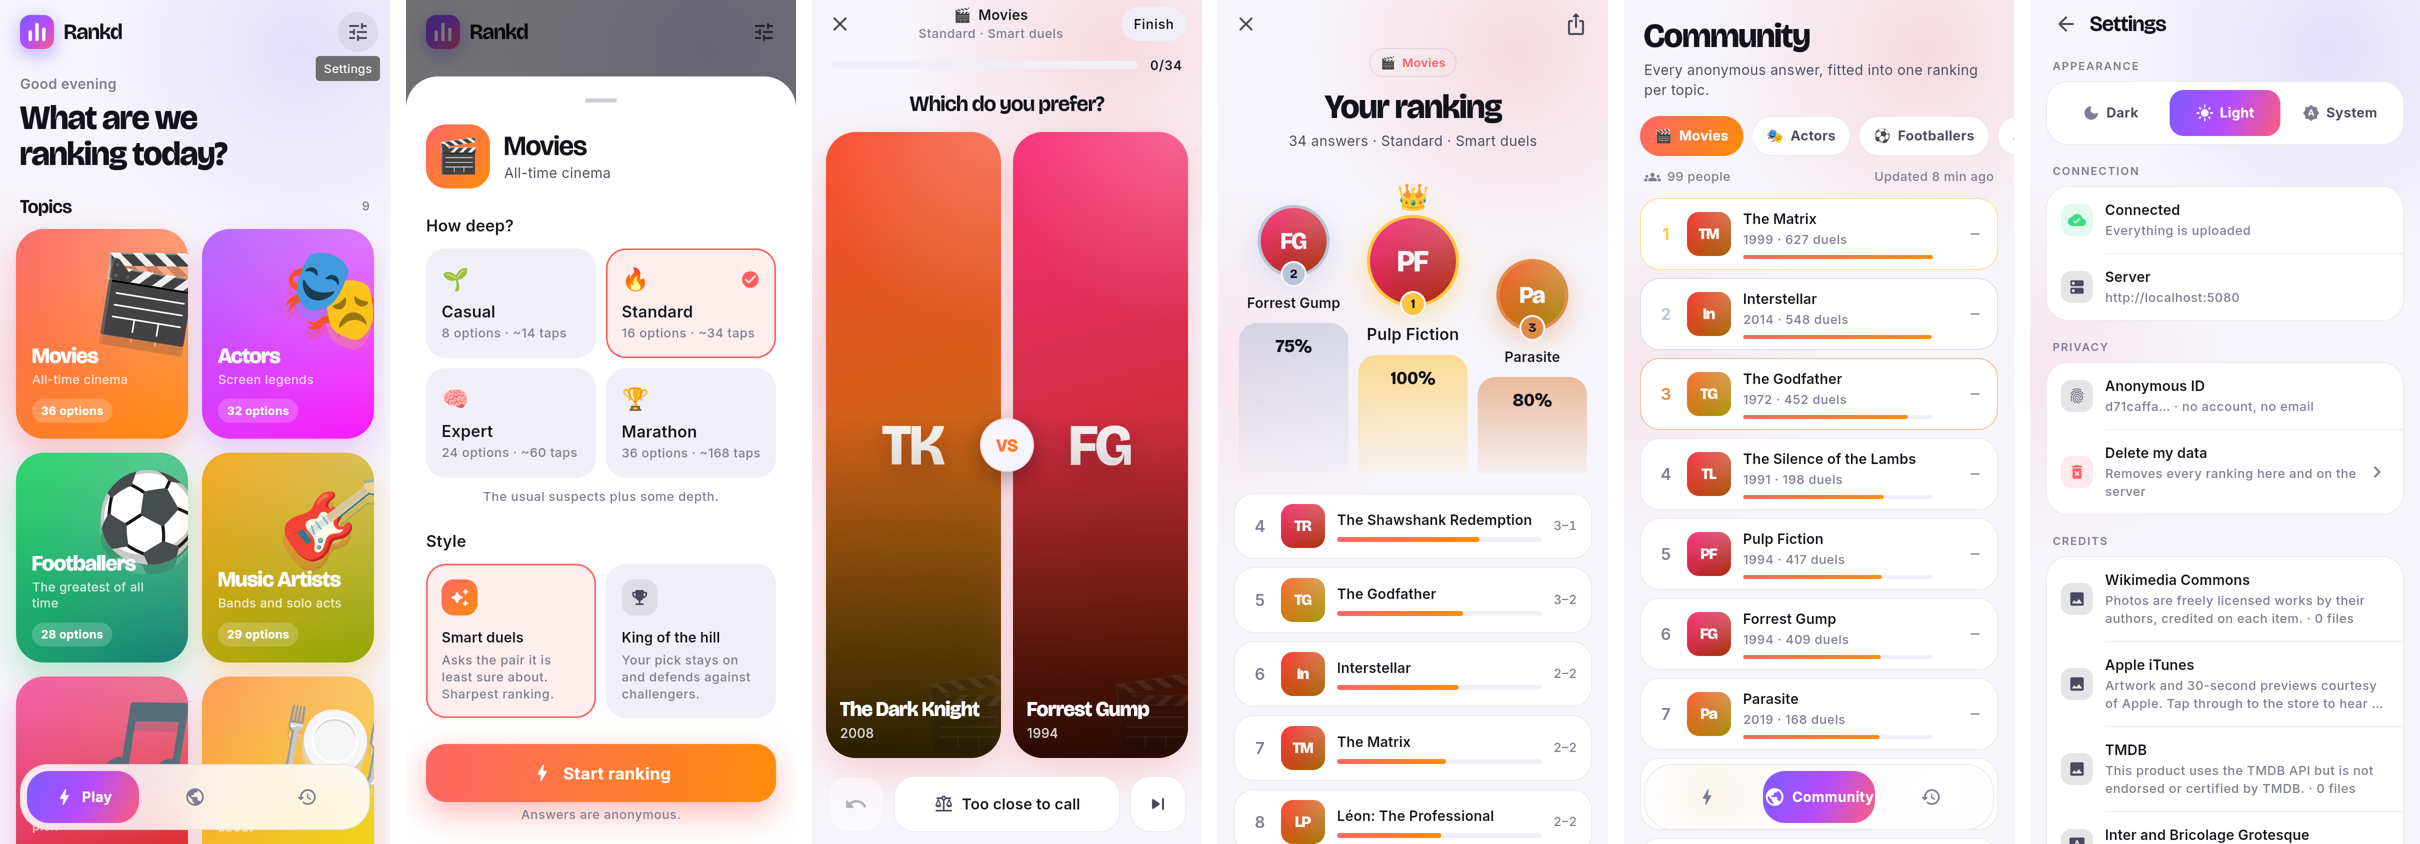 Rankd
Settings
Good evening
What are we
ranking today?
Topics
9
Movies
All-time cinema
36 options
Actors
Screen legends
32 options
Footballers
The greatest of all
time
28 options
Music Artists
Bands and solo acts
29 options
Play
Rankd
Movies
All-time cinema
How deep?
Casual
8 options · ~14 taps
Standard
16 options · ~34 taps
Expert
24 options · ~60 taps
Marathon
36 options · ~168 taps
The usual suspects plus some depth.
Style
Smart duels
Asks the pair it is
least sure about.
Sharpest ranking.
King of the hill
Your pick stays on
and defends against
challengers.
Start ranking
Answers are anonymous.
Movies
Standard · Smart duels
Finish
0/34
Which do you prefer?
TK
VS
FG
The Dark Knight
2008
Forrest Gump
1994
Too close to call
Movies
Your ranking
34 answers · Standard · Smart duels
FG
2
Forrest Gump
75%
PF
1
Pulp Fiction
100%
Pa
3
Parasite
80%
4
TR
The Shawshank Redemption
3–1
5
TG
The Godfather
3–2
6
In
Interstellar
2–2
7
TM
The Matrix
2–2
8
LP
Léon: The Professional
2–2
Community
Every anonymous answer, fitted into one ranking
per topic.
Movies
Actors
Footballers
99 people
Updated 8 min ago
1
TM
The Matrix
1999 · 627 duels
2
In
Interstellar
2014 · 548 duels
3
TG
The Godfather
1972 · 452 duels
4
TL
The Silence of the Lambs
1991 · 198 duels
5
PF
Pulp Fiction
1994 · 417 duels
6
FG
Forrest Gump
1994 · 409 duels
7
Pa
Parasite
2019 · 168 duels
Community
Settings
APPEARANCE
Dark
Light
System
CONNECTION
Connected
Everything is uploaded
Server
http://localhost:5080
PRIVACY
Anonymous ID
d71caffa... · no account, no email
Delete my data
Removes every ranking here and on the
server
CREDITS
Wikimedia Commons
Photos are freely licensed works by their
authors, credited on each item. · 0 files
Apple iTunes
Artwork and 30-second previews courtesy
of Apple. Tap through to the store to hear ...
TMDB
This product uses the TMDB API but is not
endorsed or certified by TMDB. · 0 files
Inter and Bricolage Grotesque